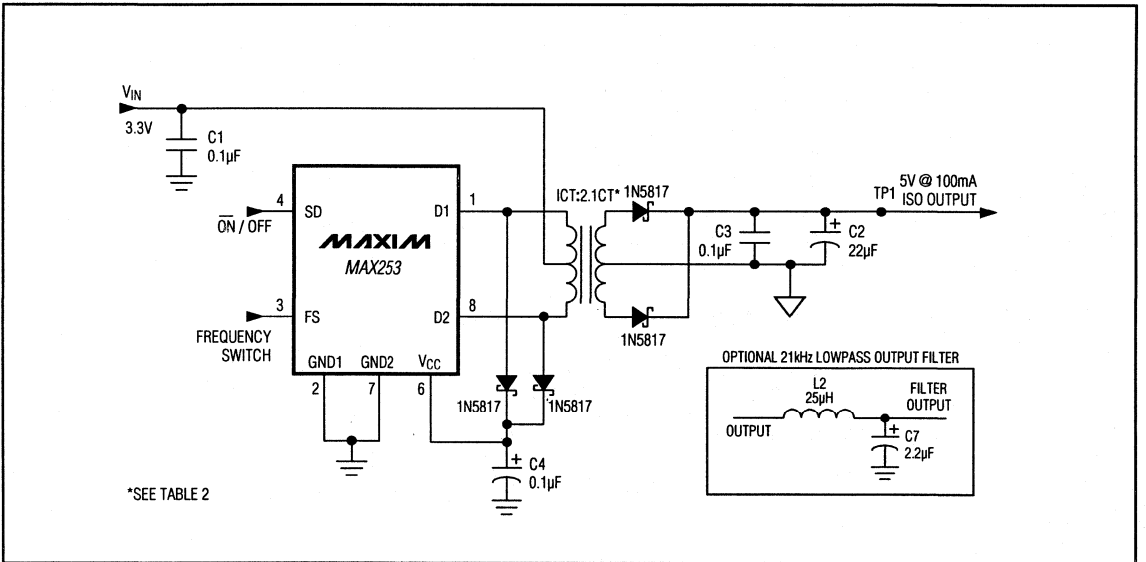 VIN
3.3V
C1
0.1µF
4
SD
ON / OFF
3
FS
FREQUENCY
SWITCH
MAXIM
MAX253
D1
1
D2
8
GND1
GND2
VCC
2
7
6
ICT:2.1CT*
1N5817
1N5817
1N5817
1N5817
C4
0.1µF
C3
0.1µF
C2
22µF
TP1
5V @ 100mA
ISO OUTPUT
OPTIONAL 21kHz LOWPASS OUTPUT FILTER
L2
25µH
FILTER
OUTPUT
OUTPUT
C7
2.2µF
*SEE TABLE 2